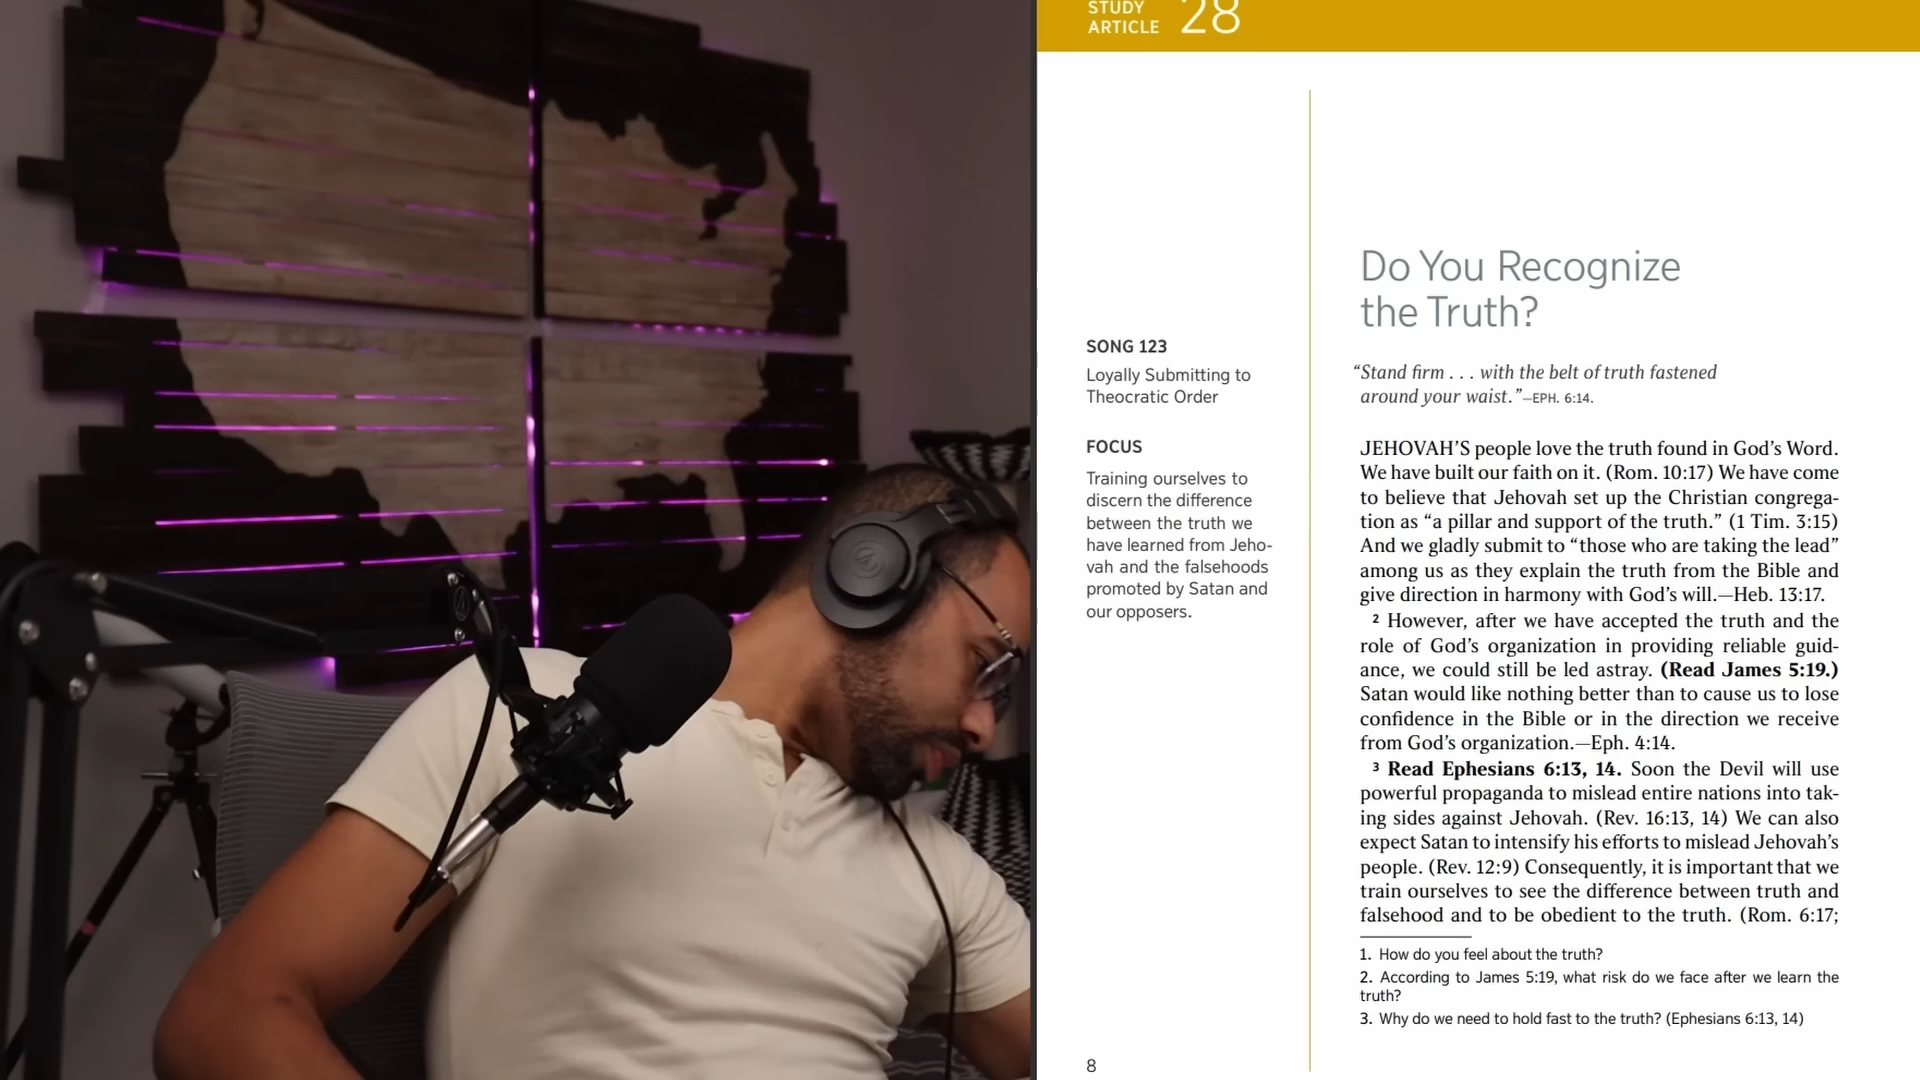 STUDY
ARTICLE 28
SONG 123
Loyally Submitting to
Theocratic Order
FOCUS
Training ourselves to
discern the difference
between the truth we
have learned from Jeho-
vah and the falsehoods
promoted by Satan and
our opposers.
Do You Recognize
the Truth?
“Stand firm . . . with the belt of truth fastened
around your waist.”—EPH. 6:14.
JEHOVAH’S people love the truth found in God’s Word.
We have built our faith on it. (Rom. 10:17) We have come
to believe that Jehovah set up the Christian congrega-
tion as “a pillar and support of the truth.” (1 Tim. 3:15)
And we gladly submit to “those who are taking the lead”
among us as they explain the truth from the Bible and
give direction in harmony with God’s will.—Heb. 13:17.
2 However, after we have accepted the truth and the
role of God’s organization in providing reliable guid-
ance, we could still be led astray. (Read James 5:19.)
Satan would like nothing better than to cause us to lose
confidence in the Bible or in the direction we receive
from God’s organization.—Eph. 4:14.
3 Read Ephesians 6:13, 14. Soon the Devil will use
powerful propaganda to mislead entire nations into tak-
ing sides against Jehovah. (Rev. 16:13, 14) We can also
expect Satan to intensify his efforts to mislead Jehovah’s
people. (Rev. 12:9) Consequently, it is important that we
train ourselves to see the difference between truth and
falsehood and to be obedient to the truth. (Rom. 6:17;
1. How do you feel about the truth?
2. According to James 5:19, what risk do we face after we learn the
truth?
3. Why do we need to hold fast to the truth? (Ephesians 6:13, 14)
8